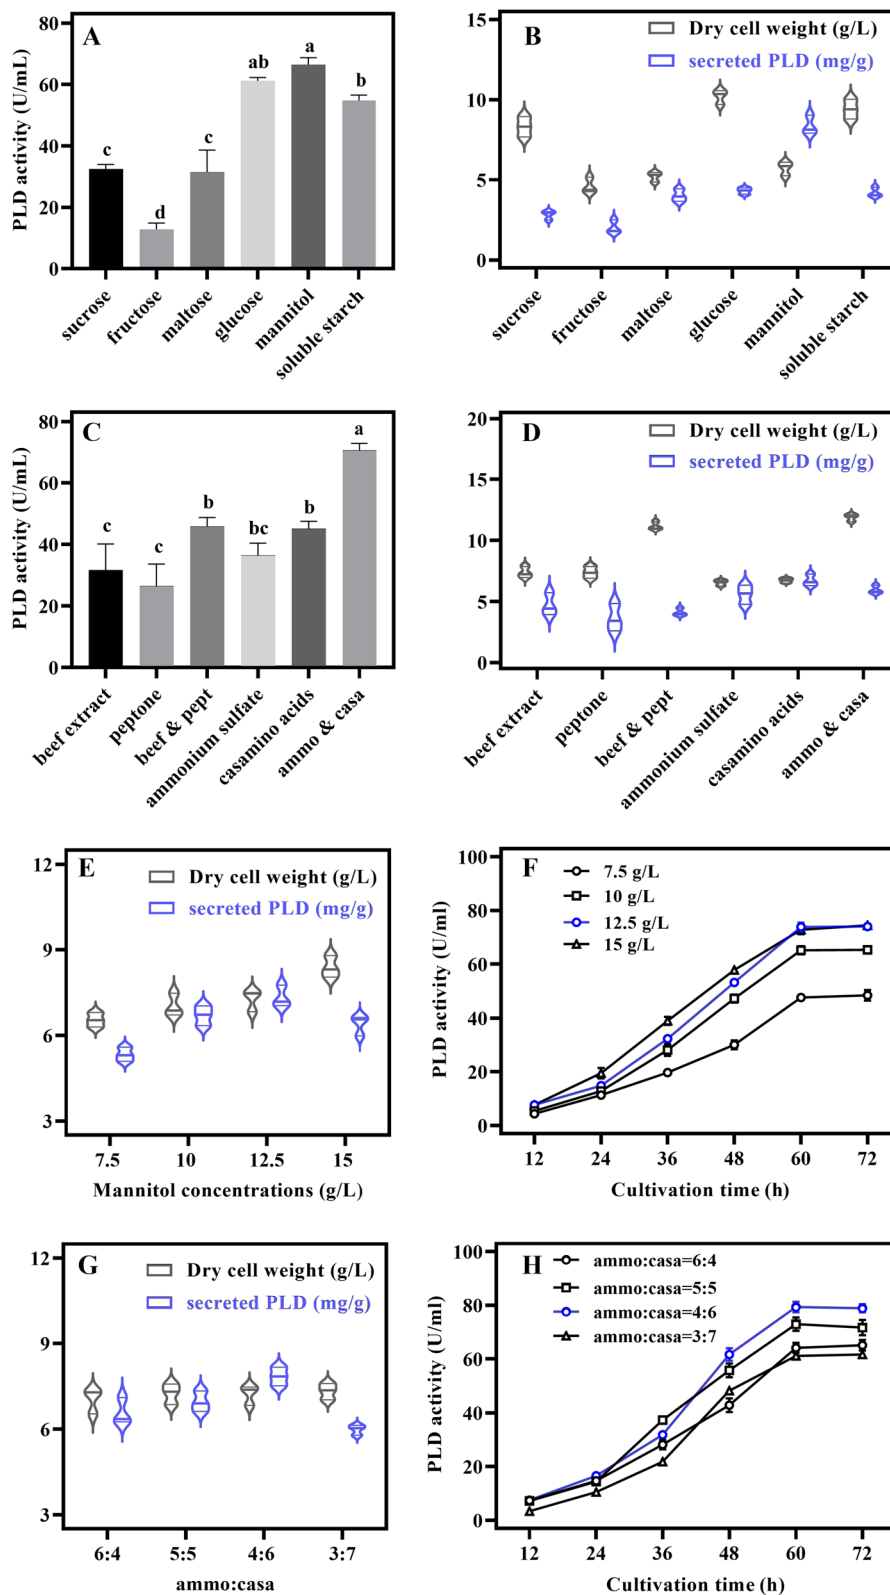 A
PLD activity (U/mL)
80
60
40
20
0
c
d
c
ab
a
b
sucrose
fructose
maltose
glucose
mannitol
soluble starch
B
Dry cell weight (g/L)
secreted PLD (mg/g)
15
10
5
0
sucrose
fructose
maltose
glucose
mannitol
soluble starch
C
PLD activity (U/mL)
80
60
40
20
0
c
c
b
bc
b
a
beef extract
peptone
beef & pept
ammonium sulfate
casamino acids
ammo & casa
D
Dry cell weight (g/L)
secreted PLD (mg/g)
20
15
10
5
0
beef extract
peptone
beef & pept
ammonium sulfate
casamino acids
ammo & casa
E
Dry cell weight (g/L)
secreted PLD (mg/g)
12
9
6
3
7.5 10 12.5 15
Mannitol concentrations (g/L)
F
7.5 g/L
10 g/L
12.5 g/L
15 g/L
PLD activity (U/ml)
100
80
60
40
20
0
12 24 36 48 60 72
Cultivation time (h)
G
Dry cell weight (g/L)
secreted PLD (mg/g)
12
9
6
3
6:4 5:5 4:6 3:7
ammo:casa
H
ammo:casa=6:4
ammo:casa=5:5
ammo:casa=4:6
ammo:casa=3:7
PLD activity (U/ml)
100
80
60
40
20
0
12 24 36 48 60 72
Cultivation time (h)